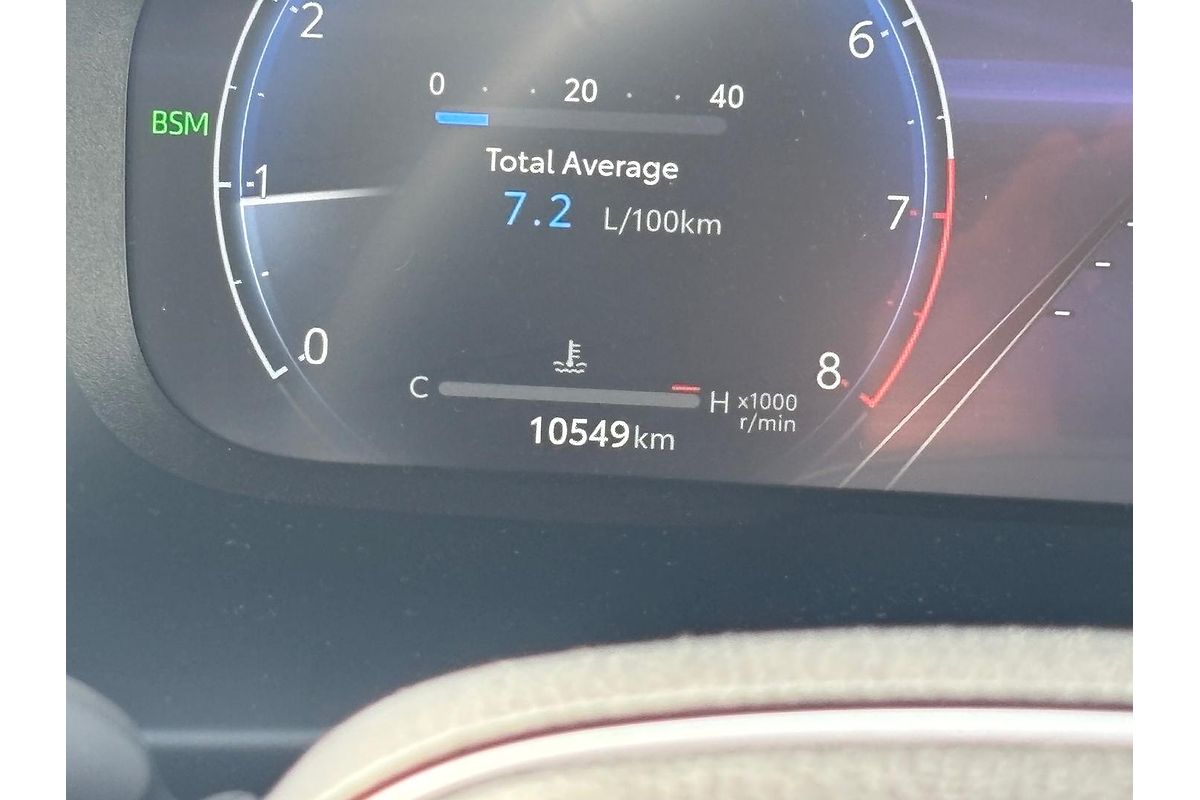 2
6
0 20 40
BSM
Total Average
1
7.2 L/100km
7
0
8
C H x1000
r/min
10549km